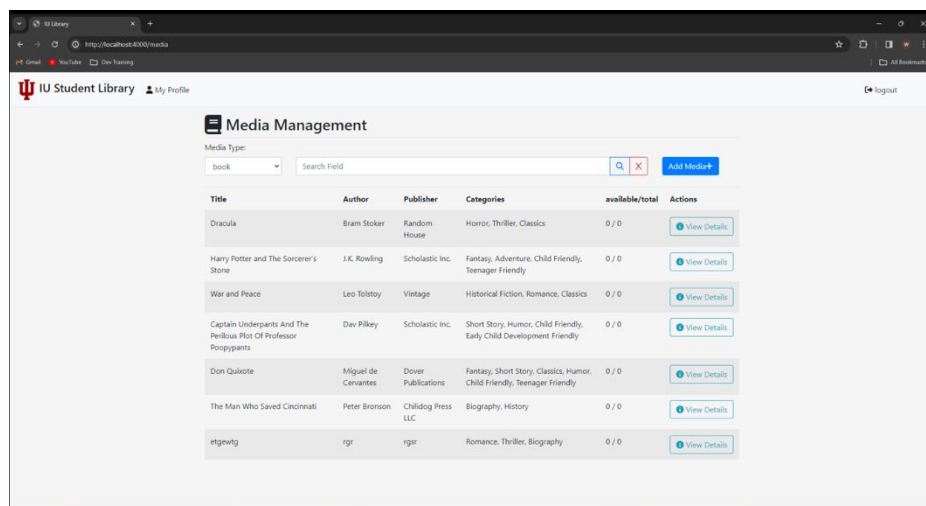 IU Library
http://localhost:4000/media
Gmail YouTube Dev Training All Bookmarks
IU Student Library My Profile logout
Media Management
Media Type:
book Search Field Add Media+
Title Author Publisher Categories available/total Actions
Dracula Bram Stoker Random Horror, Thriller, Classics 0 / 0 View Details
House
Harry Potter and The Sorcerer's J.K. Rowling Scholastic Inc. Fantasy, Adventure, Child Friendly, 0 / 0 View Details
Stone Teenager Friendly
War and Peace Leo Tolstoy Vintage Historical Fiction, Romance, Classics 0 / 0 View Details
Captain Underpants And The Dav Pilkey Scholastic Inc. Short Story, Humor, Child Friendly, 0 / 0 View Details
Perilous Plot Of Professor Early Child Development Friendly
Poopypants
Don Quixote Miguel de Dover Fantasy, Short Story, Classics, Humor, 0 / 0 View Details
Cervantes Publications Child Friendly, Teenager Friendly
The Man Who Saved Cincinnati Peter Bronson Chilidog Press Biography, History 0 / 0 View Details
LLC
etgewtg rgr rgsr Romance, Thriller, Biography 0 / 0 View Details